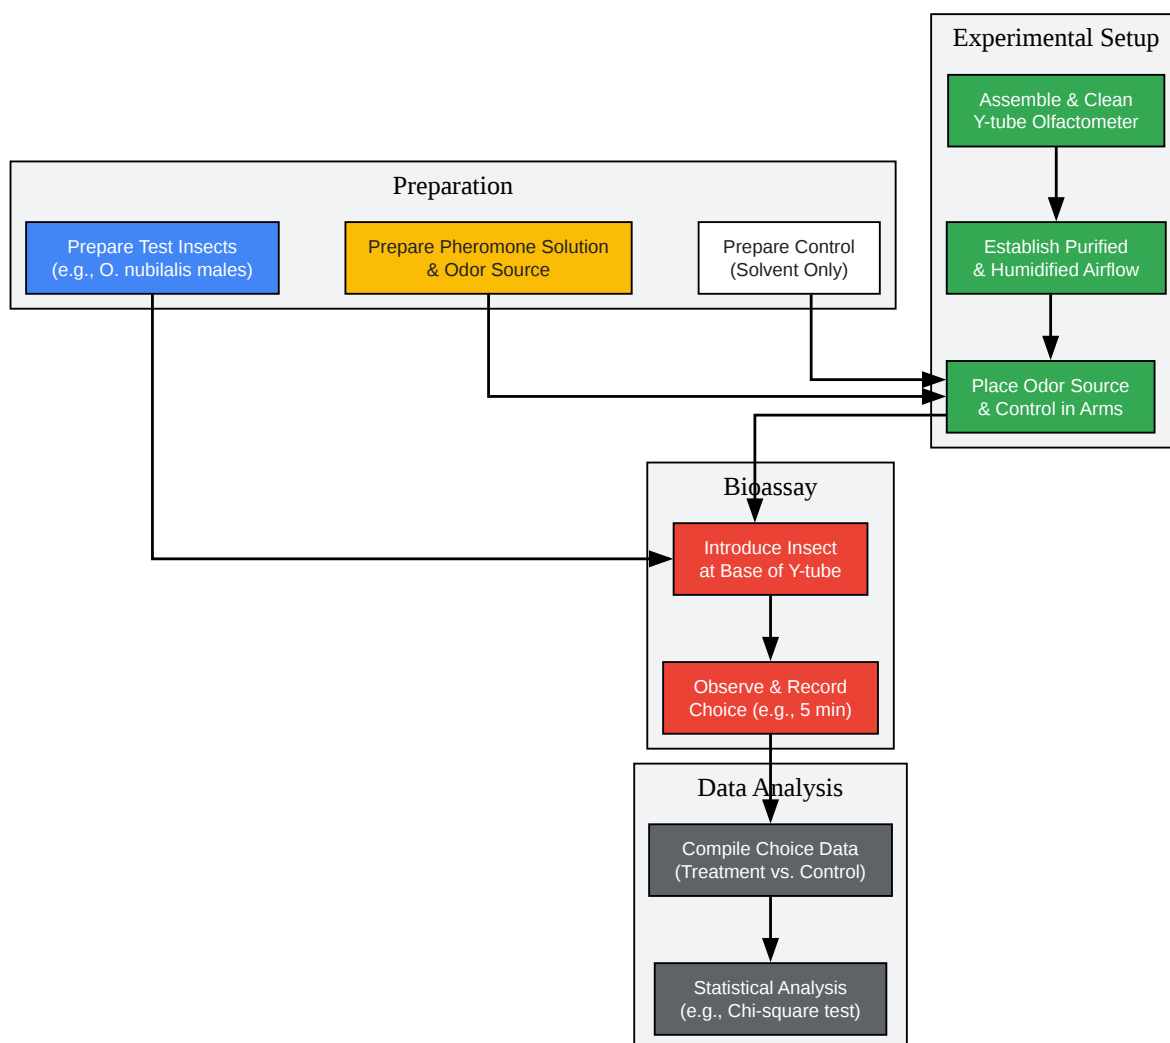 Experimental Setup
Assemble & Clean
Y-tube Olfactometer
Preparation
Prepare Test Insects
(e.g., O. nubilalis males)
Prepare Pheromone Solution
& Odor Source
Prepare Control
(Solvent Only)
Establish Purified
& Humidified Airflow
Place Odor Source
& Control in Arms
Bioassay
Introduce Insect
at Base of Y-tube
Observe & Record
Choice (e.g., 5 min)
Data Analysis
Compile Choice Data
(Treatment vs. Control)
Statistical Analysis
(e.g., Chi-square test)